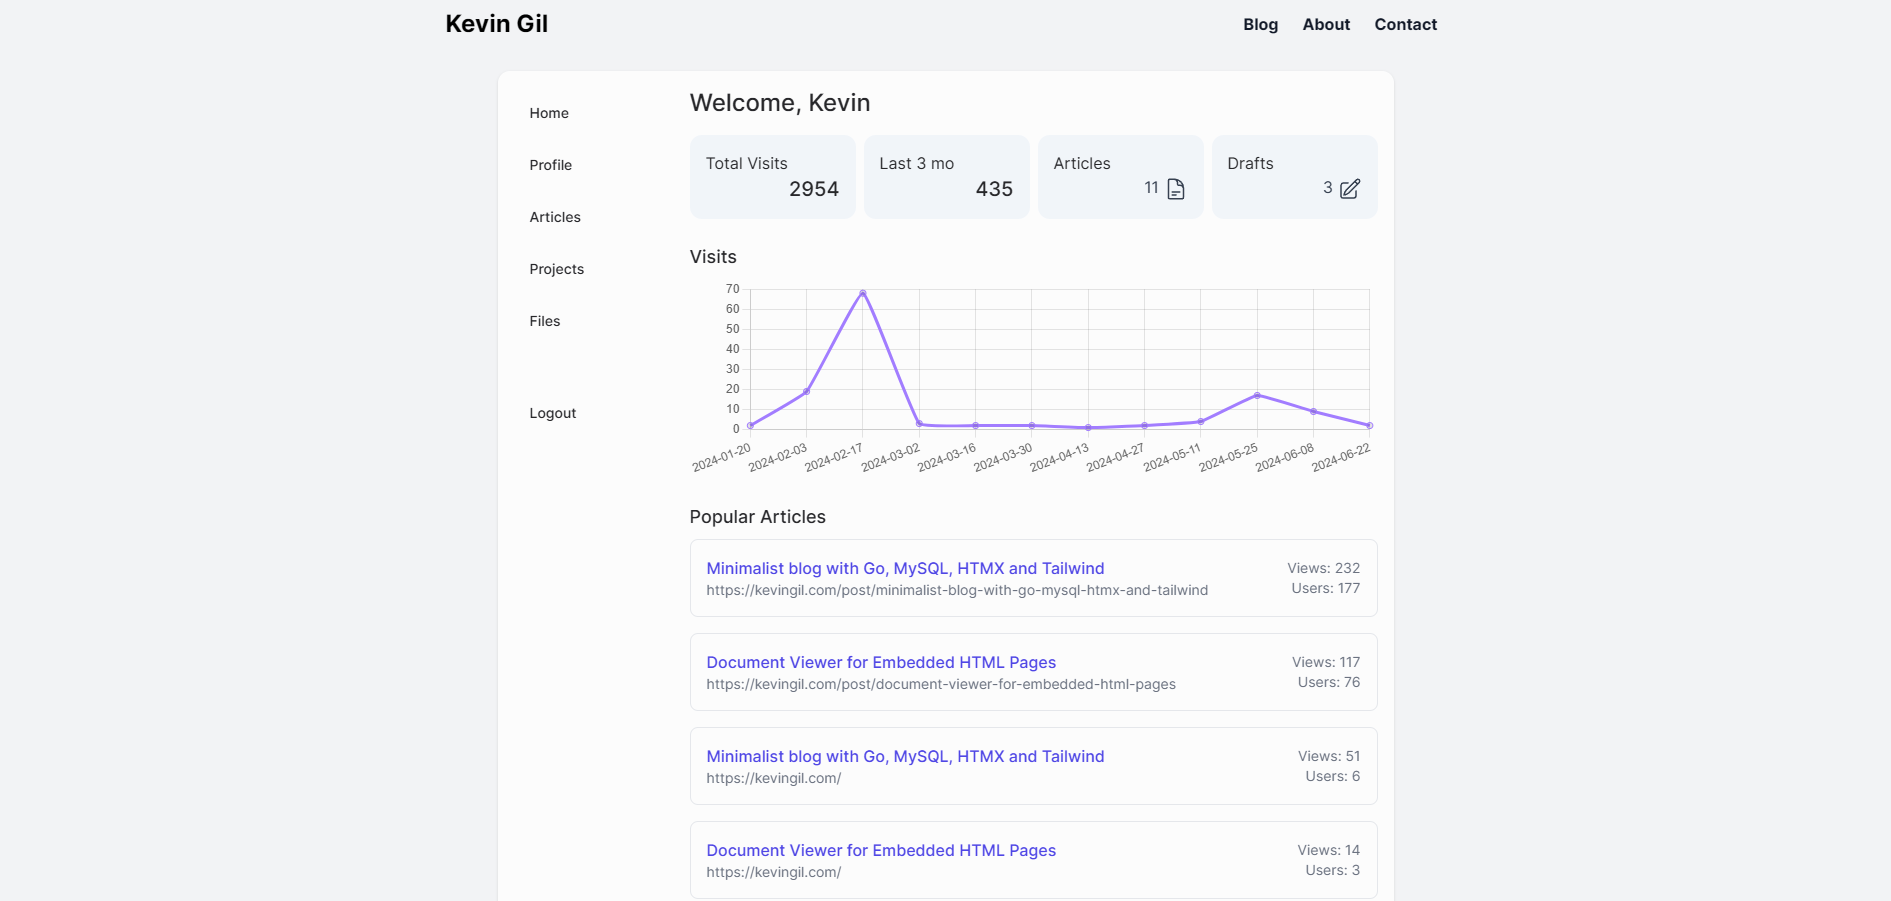 Kevin Gil
Blog About Contact
Home
Profile
Articles
Projects
Files
Logout
Welcome, Kevin
Total Visits
2954
Last 3 mo
435
Articles
11
Drafts
3
Visits
70
60
50
40
30
20
10
0
2024-01-20
2024-02-03
2024-02-17
2024-03-02
2024-03-16
2024-03-30
2024-04-13
2024-04-27
2024-05-11
2024-05-25
2024-06-08
2024-06-22
Popular Articles
Minimalist blog with Go, MySQL, HTMX and Tailwind
https://kevingil.com/post/minimalist-blog-with-go-mysql-htmx-and-tailwind
Views: 232
Users: 177
Document Viewer for Embedded HTML Pages
https://kevingil.com/post/document-viewer-for-embedded-html-pages
Views: 117
Users: 76
Minimalist blog with Go, MySQL, HTMX and Tailwind
https://kevingil.com/
Views: 51
Users: 6
Document Viewer for Embedded HTML Pages
https://kevingil.com/
Views: 14
Users: 3